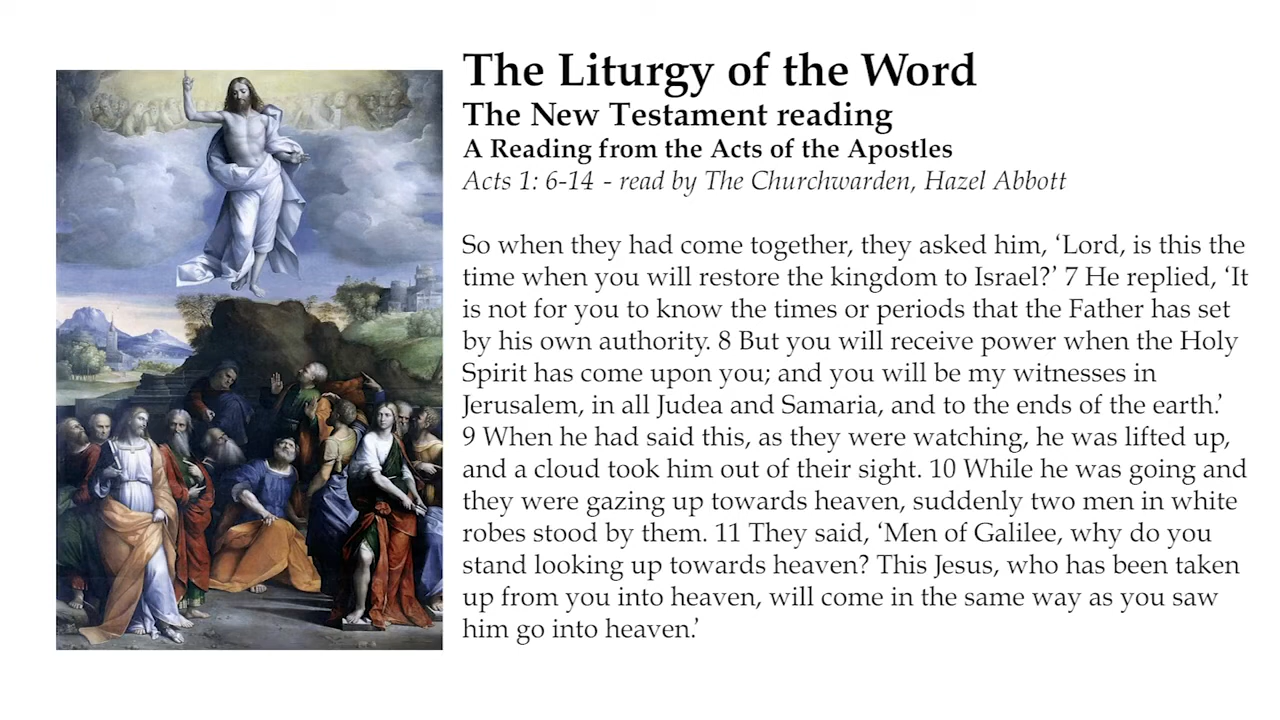 The Liturgy of the Word
The New Testament reading
A Reading from the Acts of the Apostles
Acts 1: 6-14 - read by The Churchwarden, Hazel Abbott
So when they had come together, they asked him, ‘Lord, is this the
time when you will restore the kingdom to Israel?’ 7 He replied, ‘It
is not for you to know the times or periods that the Father has set
by his own authority. 8 But you will receive power when the Holy
Spirit has come upon you; and you will be my witnesses in
Jerusalem, in all Judea and Samaria, and to the ends of the earth.’
9 When he had said this, as they were watching, he was lifted up,
and a cloud took him out of their sight. 10 While he was going and
they were gazing up towards heaven, suddenly two men in white
robes stood by them. 11 They said, ‘Men of Galilee, why do you
stand looking up towards heaven? This Jesus, who has been taken
up from you into heaven, will come in the same way as you saw
him go into heaven.’